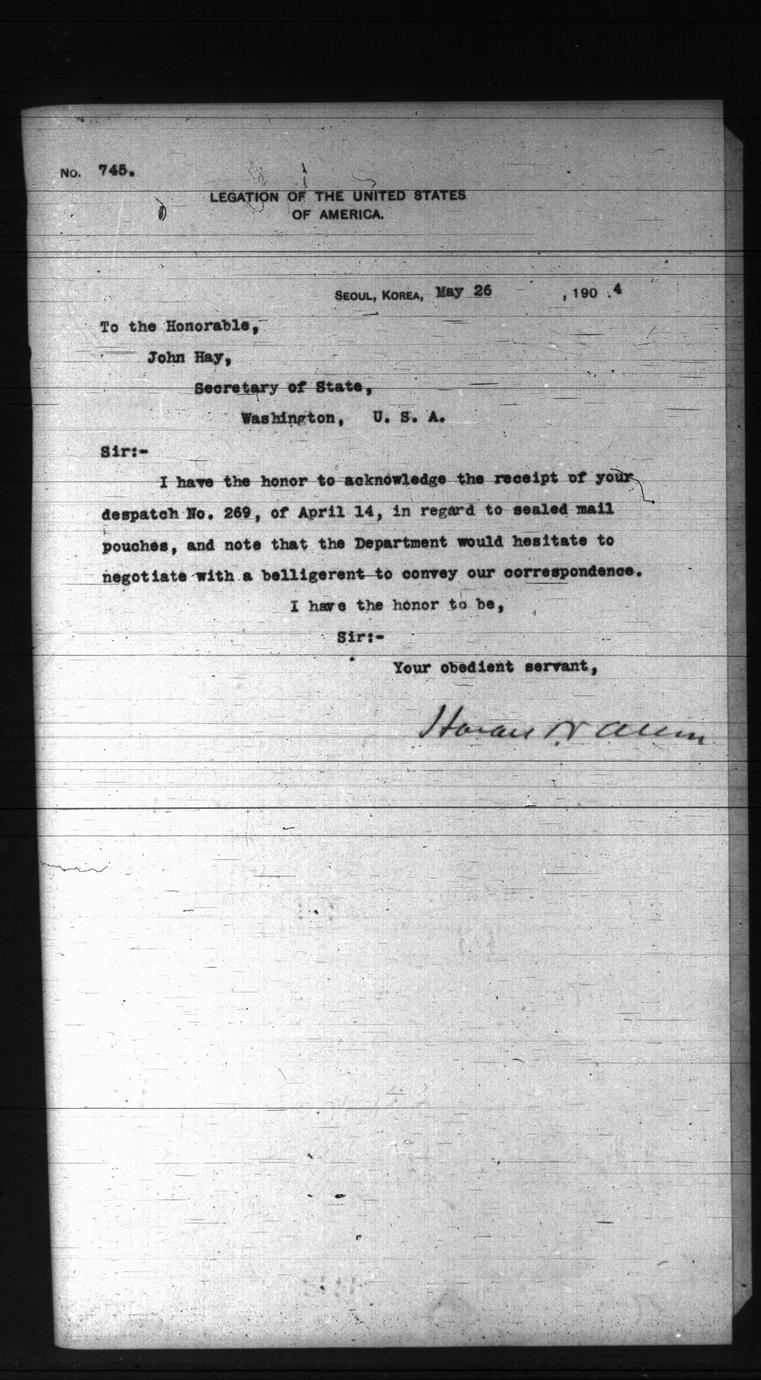 No. 745.
LEGATION OF THE UNITED STATES
OF AMERICA.
SEOUL, KOREA, May 26 , 190 .4
To the Honorable,
John Hay,
Secretary of State,
Washington, U. S. A.
Sir:-
I have the honor to acknowledge the receipt of your
despatch No. 269, of April 14, in regard to sealed mail
pouches, and note that the Department would hesitate to
negotiate with a belligerent to convey our correspondence.
I have the honor to be,
Sir:-
Your obedient servant,
Horace N Allen